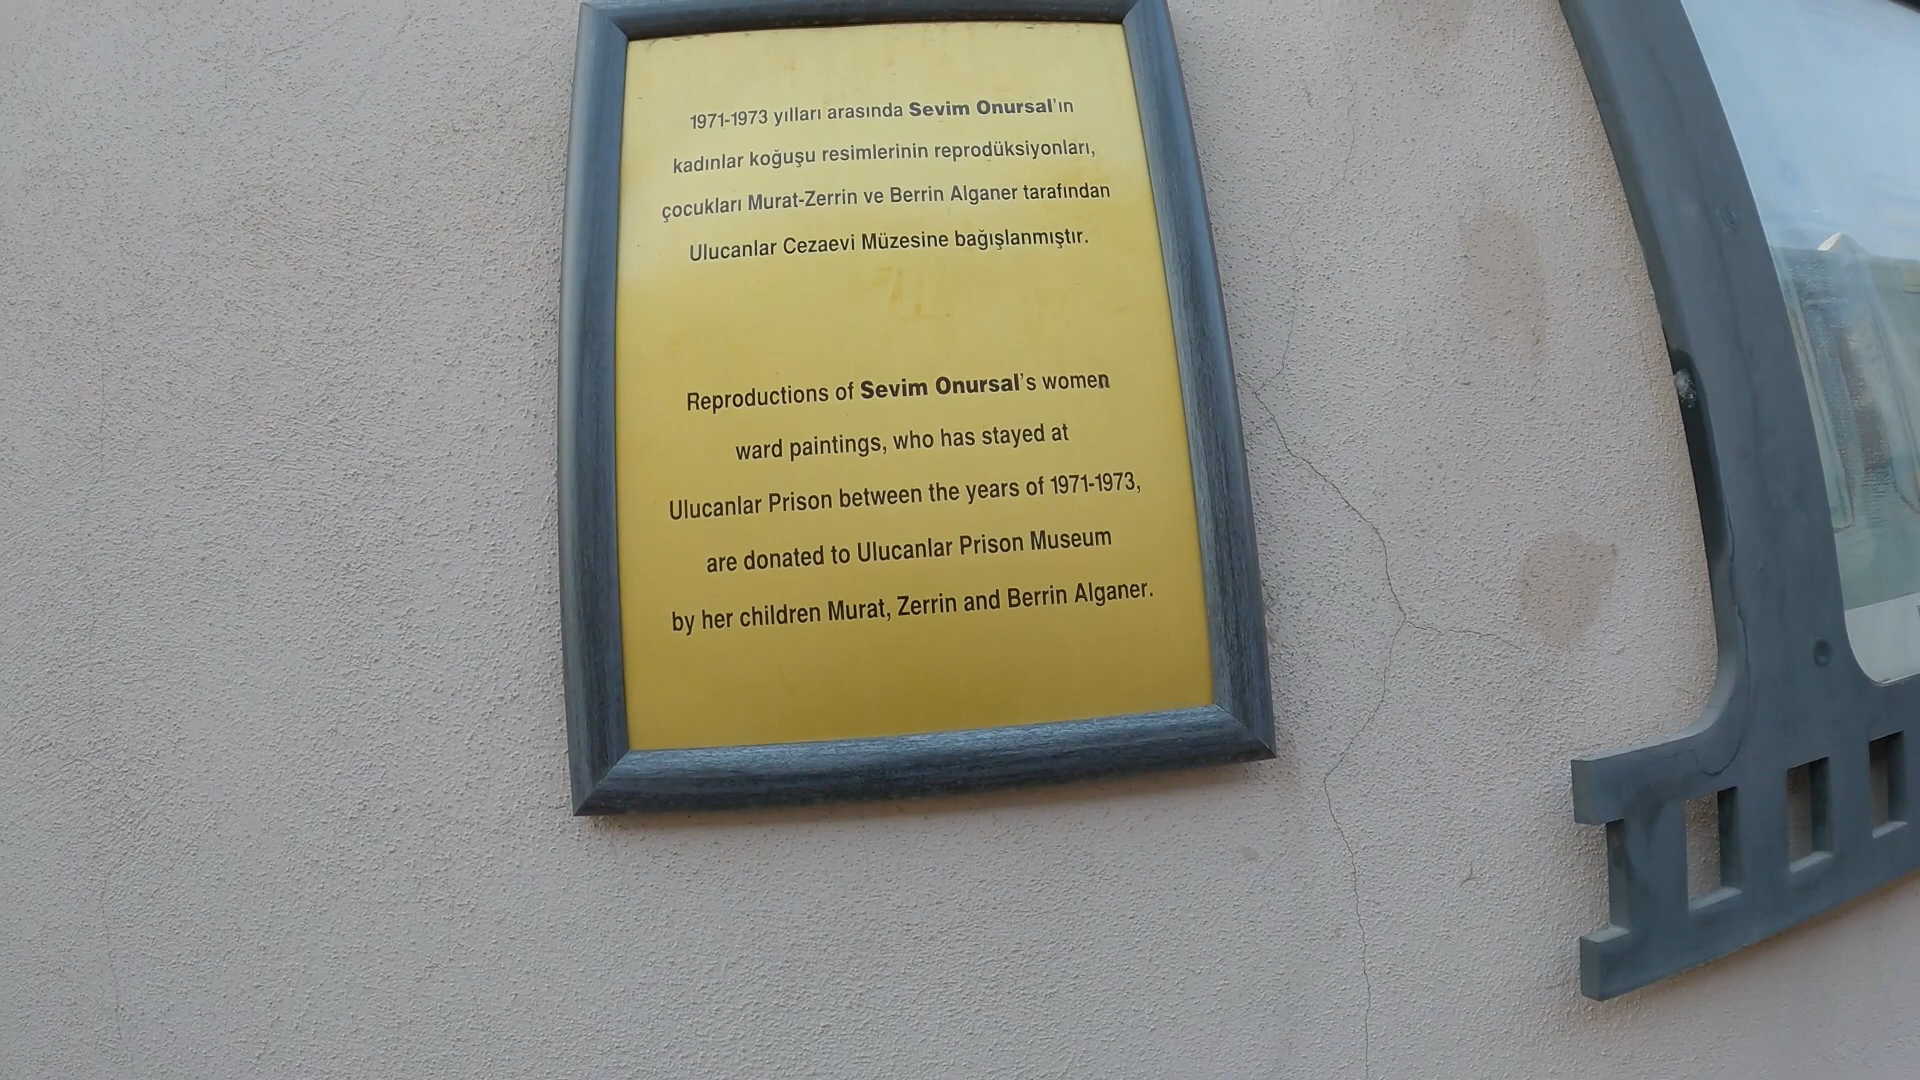 1971-1973 yılları arasında Sevim Onursal'ın
kadınlar koğuşu resimlerinin reprodüksiyonları,
çocukları Murat-Zerrin ve Berrin Alganer tarafından
Ulucanlar Cezaevi Müzesine bağışlanmıştır.
Reproductions of Sevim Onursal's women
ward paintings, who has stayed at
Ulucanlar Prison between the years of 1971-1973,
are donated to Ulucanlar Prison Museum
by her children Murat, Zerrin and Berrin Alganer.